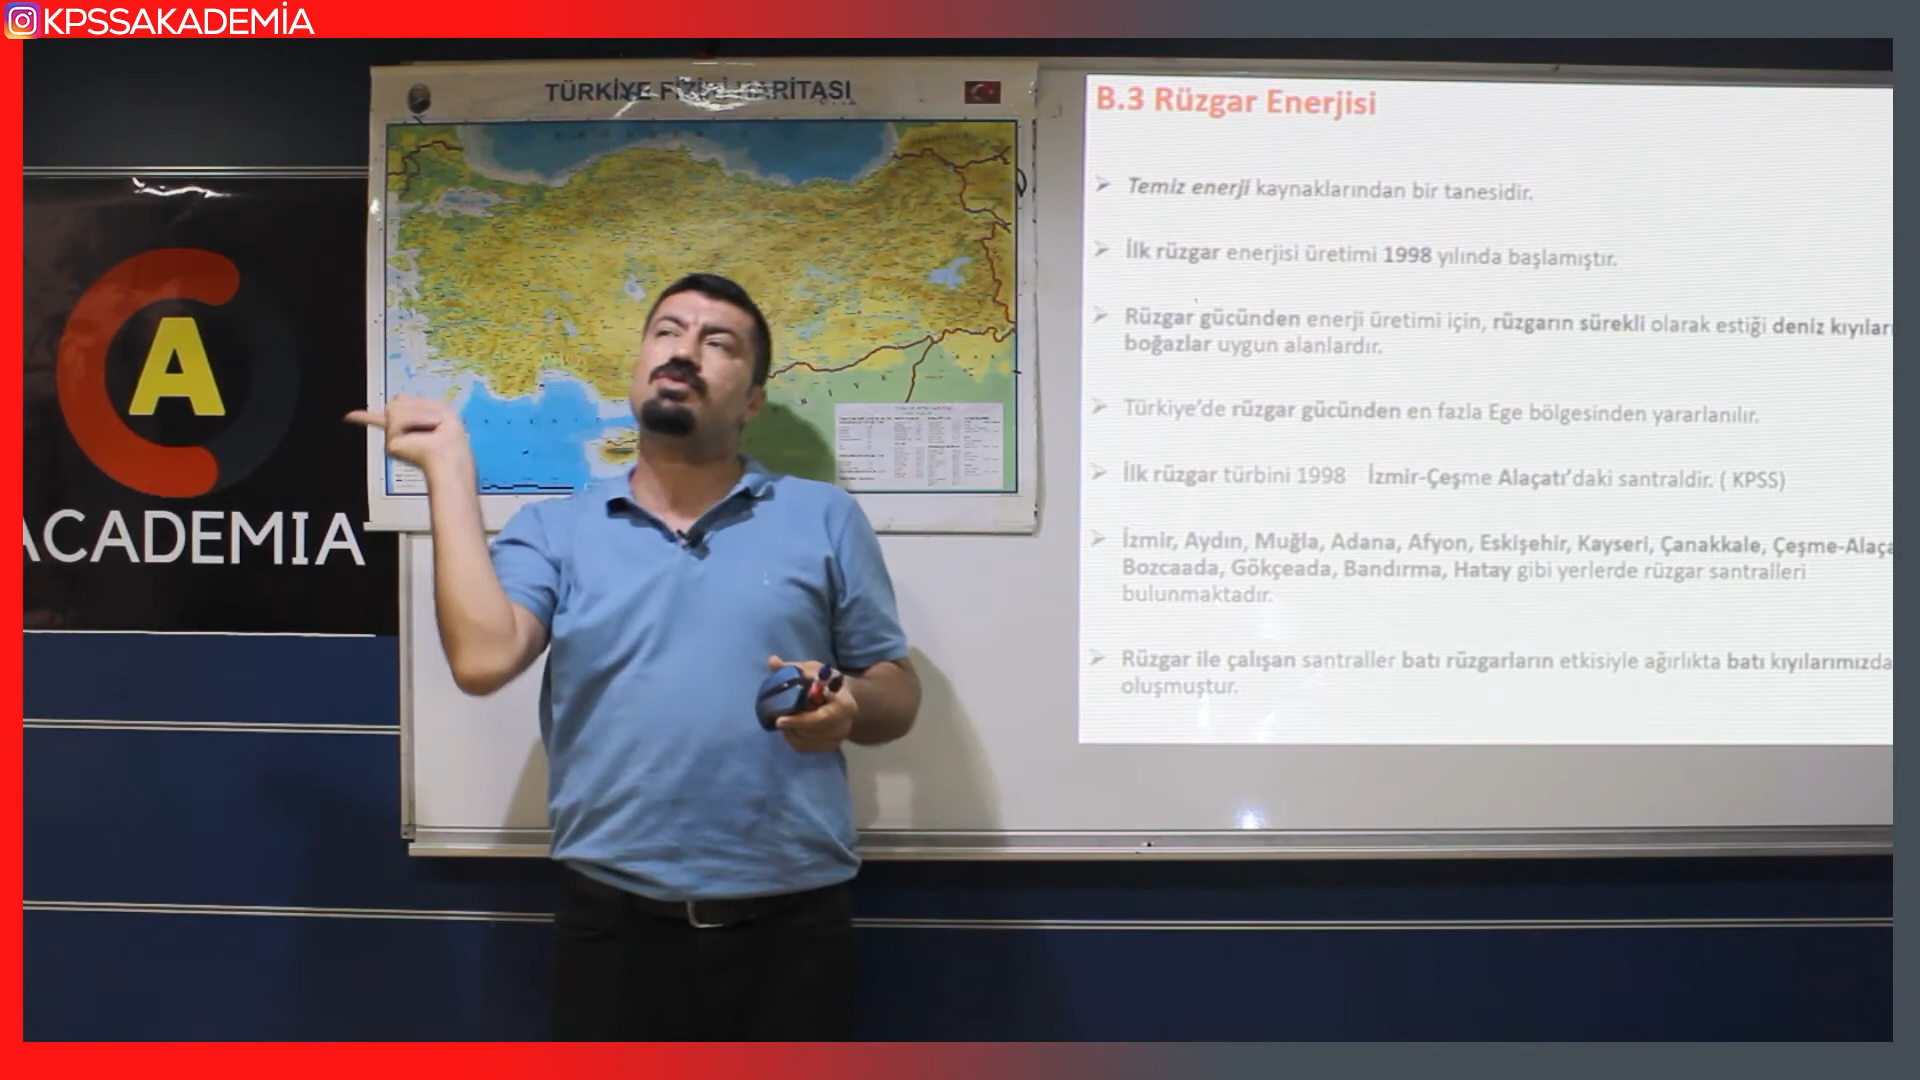 KPSSAKADEMİA
TÜRKİYE FİZİKİ HARİTASI
B.3 Rüzgar Enerjisi
Temiz enerji kaynaklarından bir tanesidir.
İlk rüzgar enerjisi üretimi 1998 yılında başlamıştır.
Rüzgar gücünden enerji üretimi için, rüzgarın sürekli olarak estiği deniz kıyıları
boğazlar uygun alanlardır.
Türkiye'de rüzgar gücünden en fazla Ege bölgesinden yararlanılır.
İlk rüzgar türbini 1998 İzmir-Çeşme Alaçatı'daki santraldir. ( KPSS)
İzmir, Aydın, Muğla, Adana, Afyon, Eskişehir, Kayseri, Çanakkale, Çeşme-Alaça
Bozcaada, Gökçeada, Bandırma, Hatay gibi yerlerde rüzgar santralleri
bulunmaktadır.
Rüzgar ile çalışan santraller batı rüzgarların etkisiyle ağırlıkta batı kıyılarımızda
oluşmuştur.
A
ACADEMIA